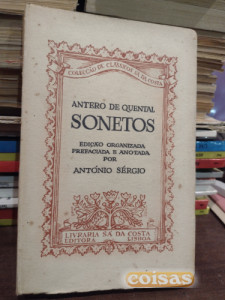 COLECÇÃO DE CLÁSSICOS SÁ DA COSTA
ANTERO DE QUENTAL
SONETOS
EDIÇÃO ORGANIZADA
PREFACIADA E ANOTADA
POR
ANTÓNIO SÉRGIO
LIVRARIA SÁ DA COSTA
EDITORA LISBOA
coisas